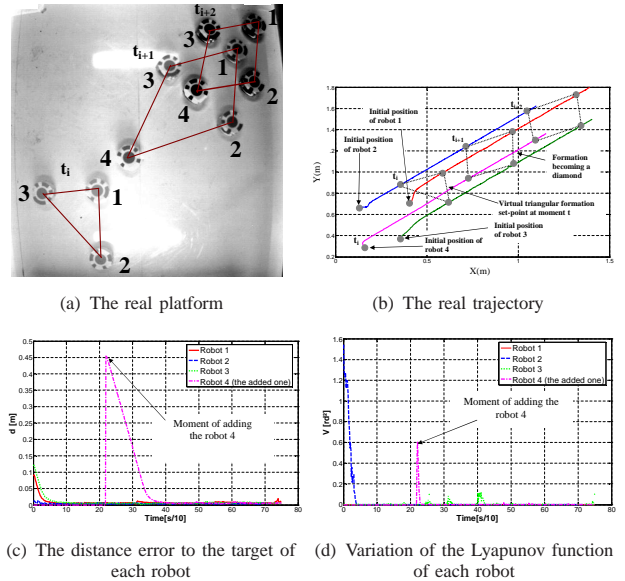 t_i+2
1
3
t_i+1
1
3
2
4
t_i
4
2
3
1
2
(a) The real platform
1.8
1.6
1.4
1.2
1
0.8
0.6
0.4
0.2
Y(m)
Initial position
of robot 1
Initial position
of robot 2
t_i
t_i+1
t_i+2
Formation
becoming a
diamond
Virtual triangular formation
set-point at moment t
Initial position
of robot 3
t_i
Initial position of
robot 4
0 0.5 1 1.5
X(m)
(b) The real trajectory
0.5
0.45
0.4
0.35
0.3
0.25
0.2
0.15
0.1
0.05
0
d [m]
Robot 1
Robot 2
Robot 3
Robot 4 (the added one)
Moment of adding
the robot 4
0 10 20 30 40 50 60 70 80
Time[s/10]
(c) The distance error to the target of
each robot
1.6
1.4
1.2
1
0.8
0.6
0.4
0.2
0
V [rd²]
Robot 1
Robot 2
Robot 3
Robot 4 (the added one)
Moment of adding the
robot 4
0 10 20 30 40 50 60 70 80
Time[s/10]
(d) Variation of the Lyapunov function
of each robot